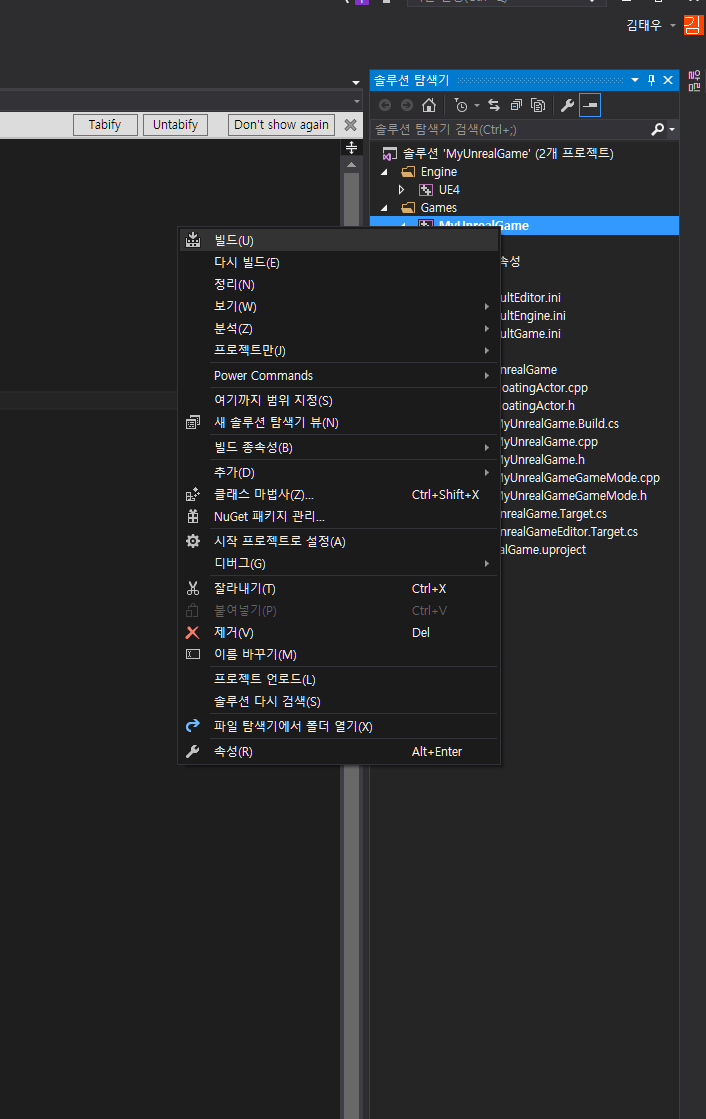 김태우
김
솔루션 탐색기
Tabify Untabify Don't show again
솔루션 탐색기 검색(Ctrl+;)
솔루션 'MyUnrealGame' (2개 프로젝트)
Engine
UE4
Games
MyUnrealGame
속성
ultEditor.ini
ultEngine.ini
ultGame.ini
nrealGame
loatingActor.cpp
loatingActor.h
MyUnrealGame.Build.cs
MyUnrealGame.cpp
MyUnrealGame.h
MyUnrealGameGameMode.cpp
MyUnrealGameGameMode.h
nrealGame.Target.cs
nrealGameEditor.Target.cs
alGame.uproject
빌드(U)
다시 빌드(E)
정리(N)
보기(W)
분석(Z)
프로젝트만(J)
Power Commands
여기까지 범위 지정(S)
새 솔루션 탐색기 뷰(N)
빌드 종속성(B)
추가(D)
클래스 마법사(Z)... Ctrl+Shift+X
NuGet 패키지 관리...
시작 프로젝트로 설정(A)
디버그(G)
잘라내기(T) Ctrl+X
붙여넣기(P) Ctrl+V
제거(V) Del
이름 바꾸기(M)
프로젝트 언로드(L)
솔루션 다시 검색(S)
파일 탐색기에서 폴더 열기(X)
속성(R) Alt+Enter